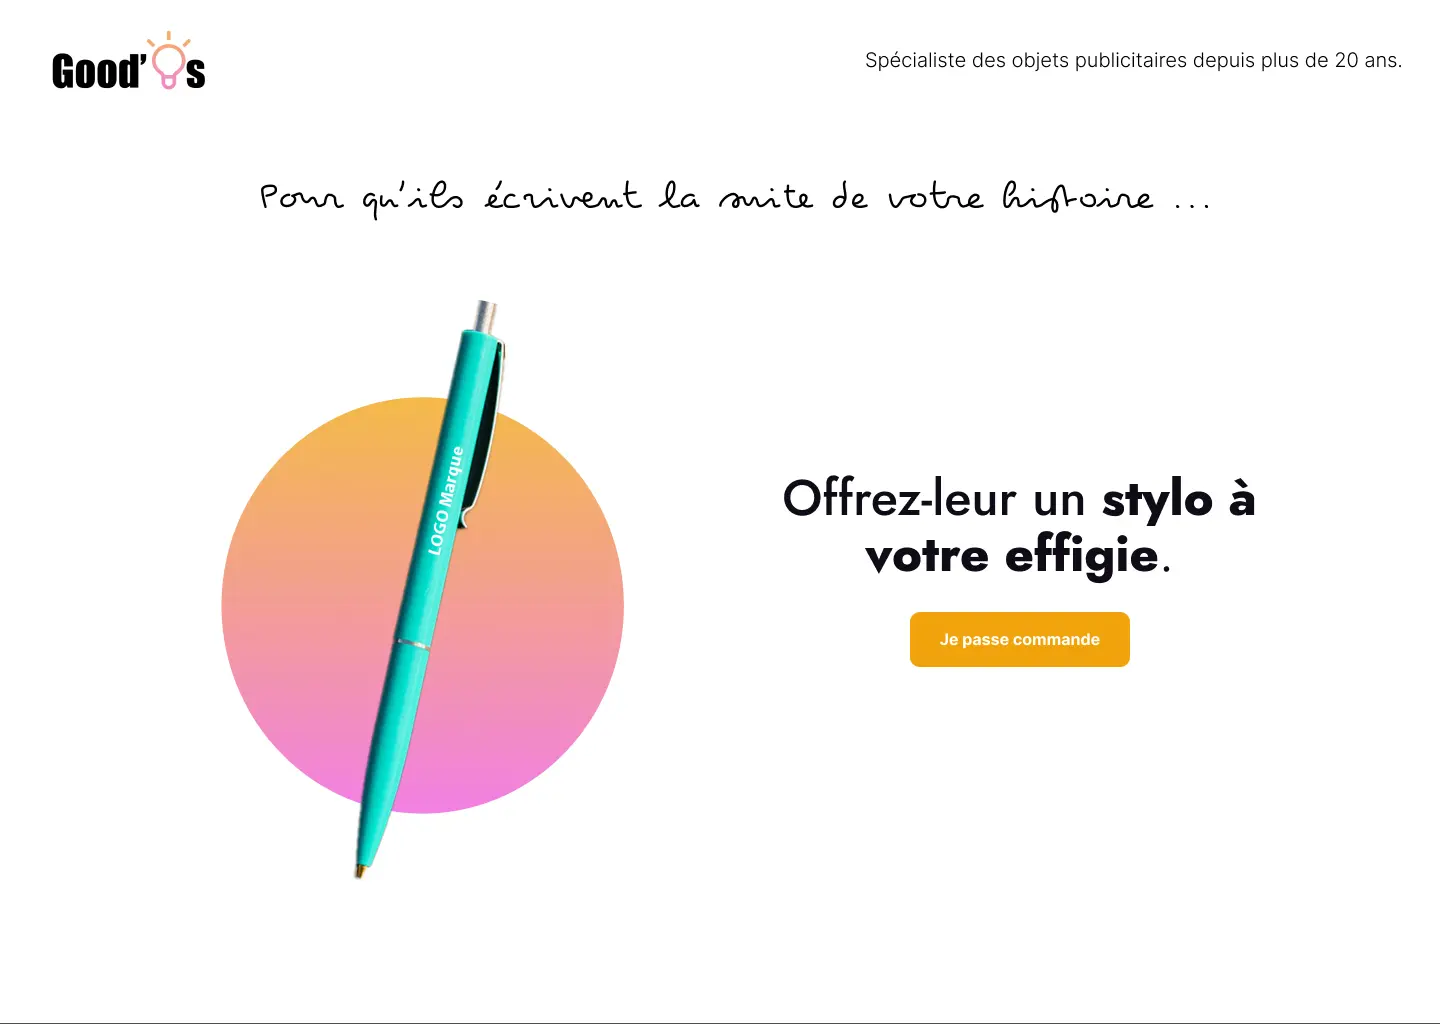 Good's
Spécialiste des objets publicitaires depuis plus de 20 ans.
Pour qu'ils écrivent la suite de votre histoire ...
LOGO Marque
Offrez-leur un stylo à
votre effigie.
Je passe commande